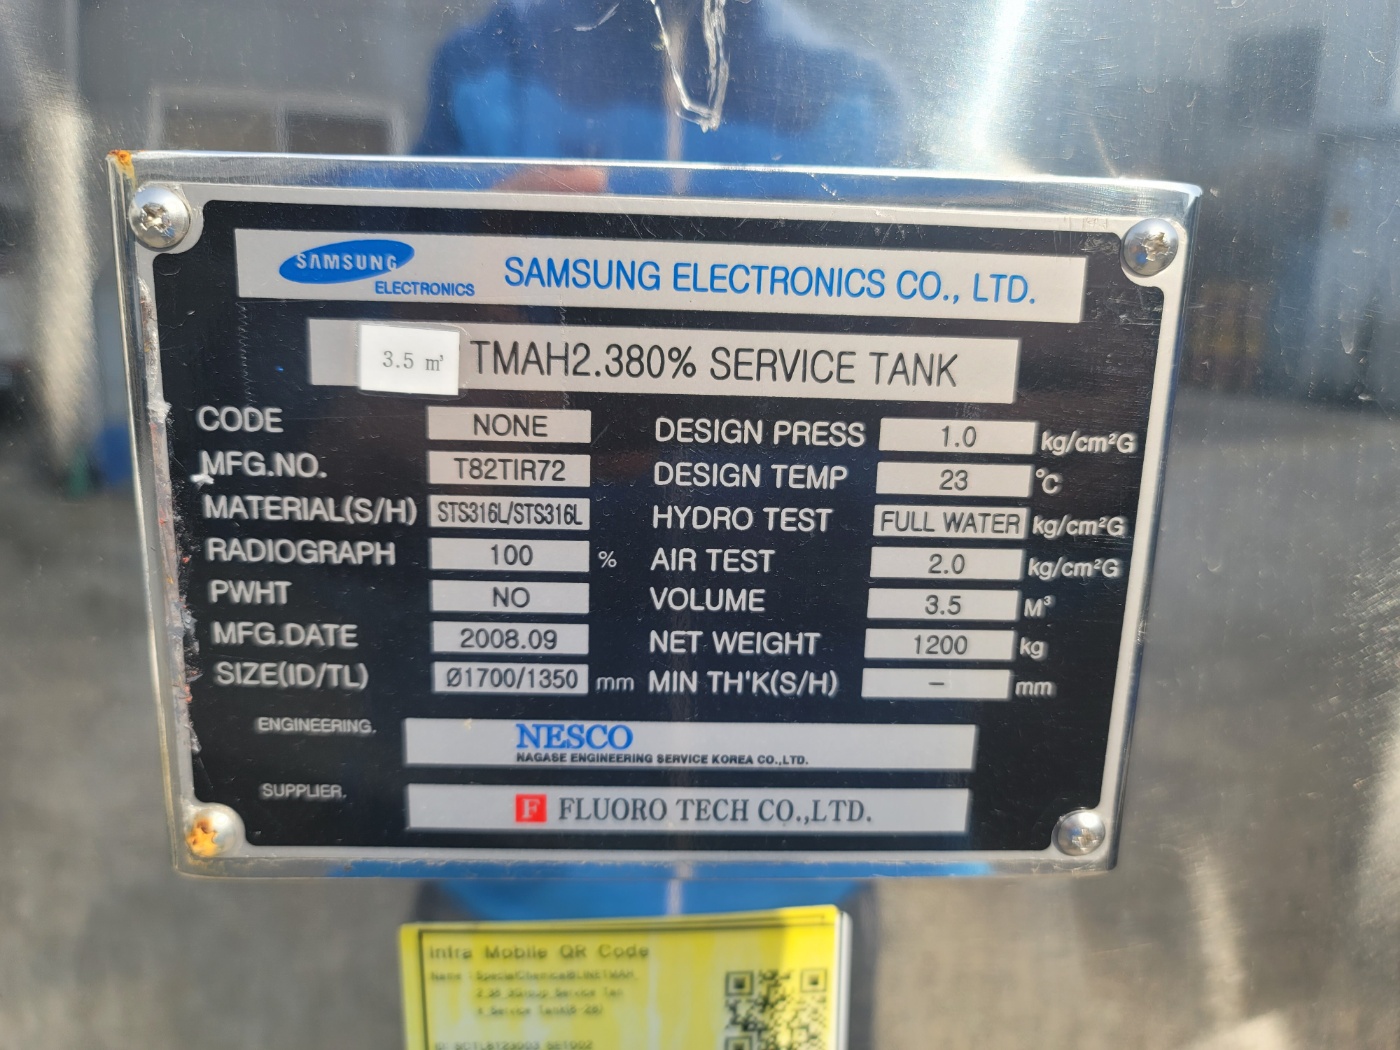 SAMSUNG
ELECTRONICS
SAMSUNG ELECTRONICS CO., LTD.
3.5 m³ TMAH2.380% SERVICE TANK
CODE NONE
MFG.NO. T82TIR72
MATERIAL(S/H) STS316L/STS316L
RADIOGRAPH 100 %
PWHT NO
MFG.DATE 2008.09
SIZE(ID/TL) Ø1700/1350 mm
DESIGN PRESS 1.0 kg/cm²G
DESIGN TEMP 23 ℃
HYDRO TEST FULL WATER kg/cm²G
AIR TEST 2.0 kg/cm²G
VOLUME 3.5 M³
NET WEIGHT 1200 kg
MIN TH'K(S/H) – mm
ENGINEERING. NESCO
NAGASE ENGINEERING SERVICE KOREA CO.,LTD.
SUPPLIER. F FLUORO TECH CO.,LTD.
Infra Mobile QR Code
Name